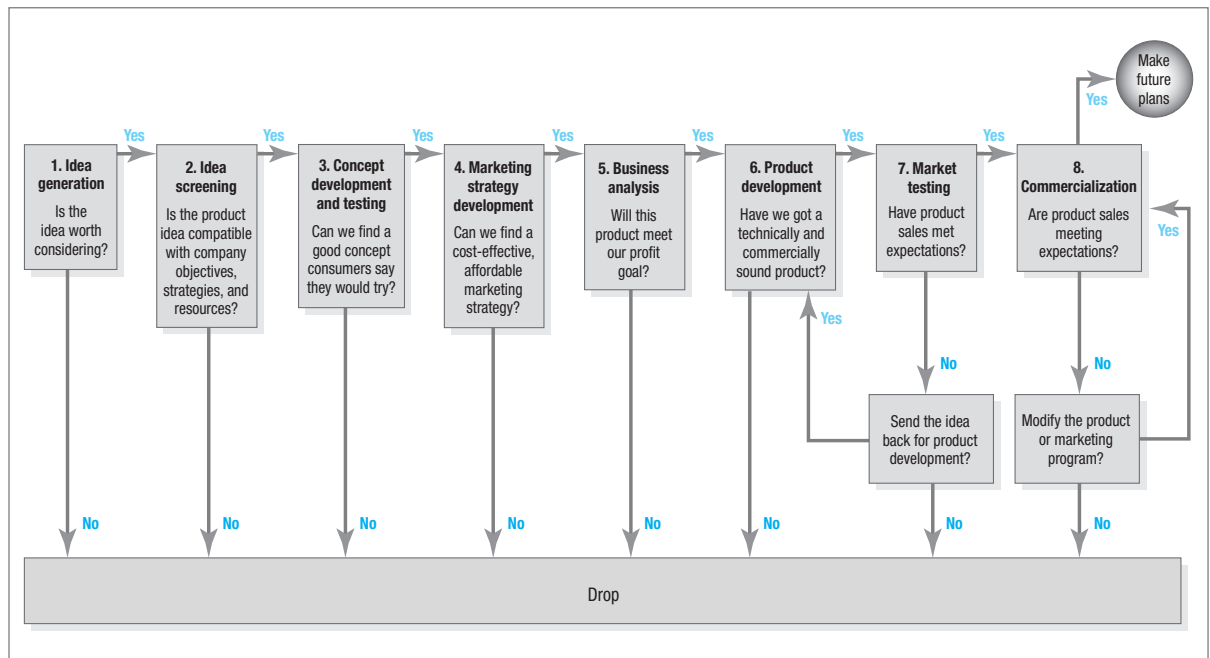 Make
future
plans
Yes
Yes
Yes
Yes
Yes
Yes
Yes
Yes
1. Idea
generation
Is the
idea worth
considering?
2. Idea
screening
Is the product
idea compatible
with company
objectives,
strategies, and
resources?
3. Concept
development
and testing
Can we find a
good concept
consumers say
they would try?
4. Marketing
strategy
development
Can we find a
cost-effective,
affordable
marketing
strategy?
5. Business
analysis
Will this
product meet
our profit
goal?
6. Product
development
Have we got a
technically and
commercially
sound product?
7. Market
testing
Have product
sales met
expectations?
8.
Commercialization
Are product sales
meeting
expectations?
Yes
Yes
No
No
Send the idea
back for product
development?
Modify the product
or marketing
program?
No
No
No
No
No
No
No
No
Drop